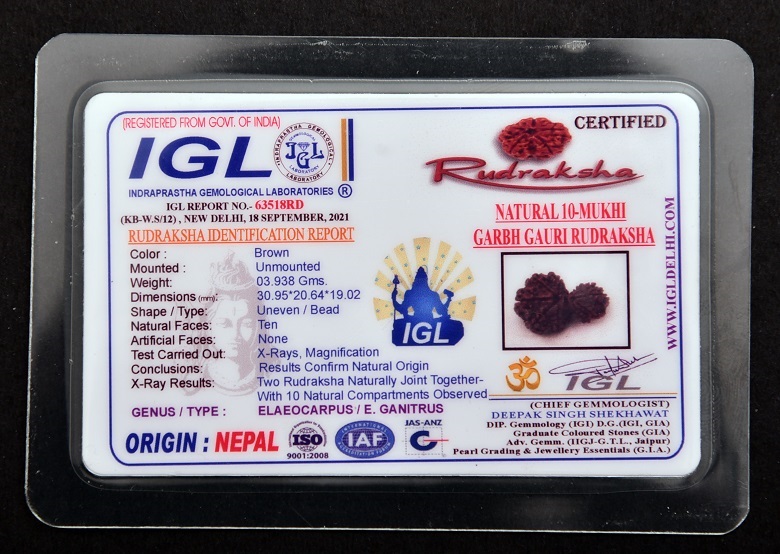 (REGISTERED FROM GOVT. OF INDIA)
IGL
INDRAPRASTHA GEMOLOGICAL LABORATORY
JGL
INDRAPRASTHA GEMOLOGICAL LABORATORIES ®
IGL REPORT NO.- 63518RD
(KB-W.S/12) , NEW DELHI, 18 SEPTEMBER, 2021
RUDRAKSHA IDENTIFICATION REPORT
Color : Brown
Mounted : Unmounted
Weight: 03.938 Gms.
Dimensions (mm): 30.95*20.64*19.02
Shape / Type: Uneven / Bead
Natural Faces: Ten
Artificial Faces: None
Test Carried Out: X-Rays, Magnification
Conclusions: Results Confirm Natural Origin
X-Ray Results: Two Rudraksha Naturally Joint Together-
With 10 Natural Compartments Observed
GENUS / TYPE : ELAEOCARPUS / E. GANITRUS
ORIGIN : NEPAL
ISO
9001:2008
INTERNATIONAL
IAF
JAS-ANZ
IGL
CERTIFIED
Rudraksha
NATURAL 10-MUKHI
GARBH GAURI RUDRAKSHA
WWW.IGLDELHI.COM
ॐ IGL
(CHIEF GEMMOLOGIST)
DEEPAK SINGH SHEKHAWAT
DIP. Gemmology (IGI) D.G.(IGI, GIA)
Graduate Coloured Stones (GIA)
Adv. Gemm. (IIGJ-G.T.L., Jaipur)
Pearl Grading & Jewellery Essentials (G.I.A.)